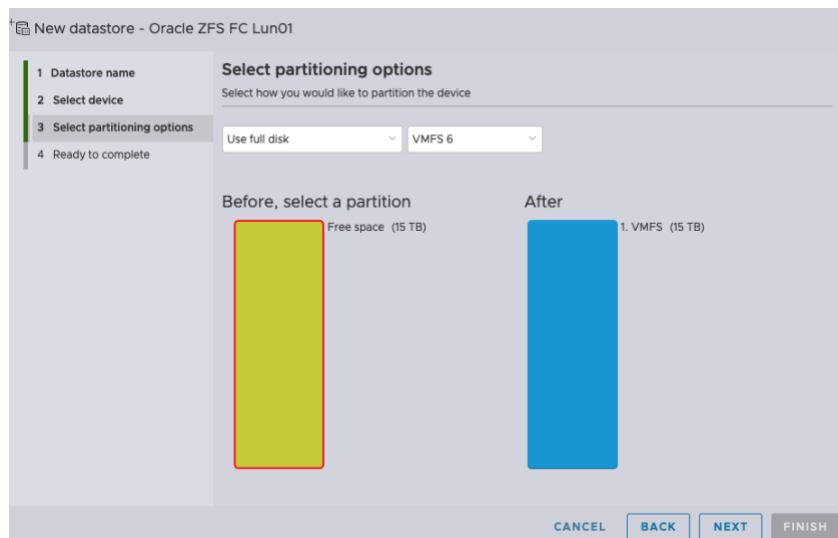 New datastore - Oracle ZFS FC Lun01
1 Datastore name
2 Select device
3 Select partitioning options
4 Ready to complete
Select partitioning options
Select how you would like to partition the device
Use full disk
VMFS 6
Before, select a partition
Free space (15 TB)
After
1. VMFS (15 TB)
CANCEL
BACK
NEXT
FINISH